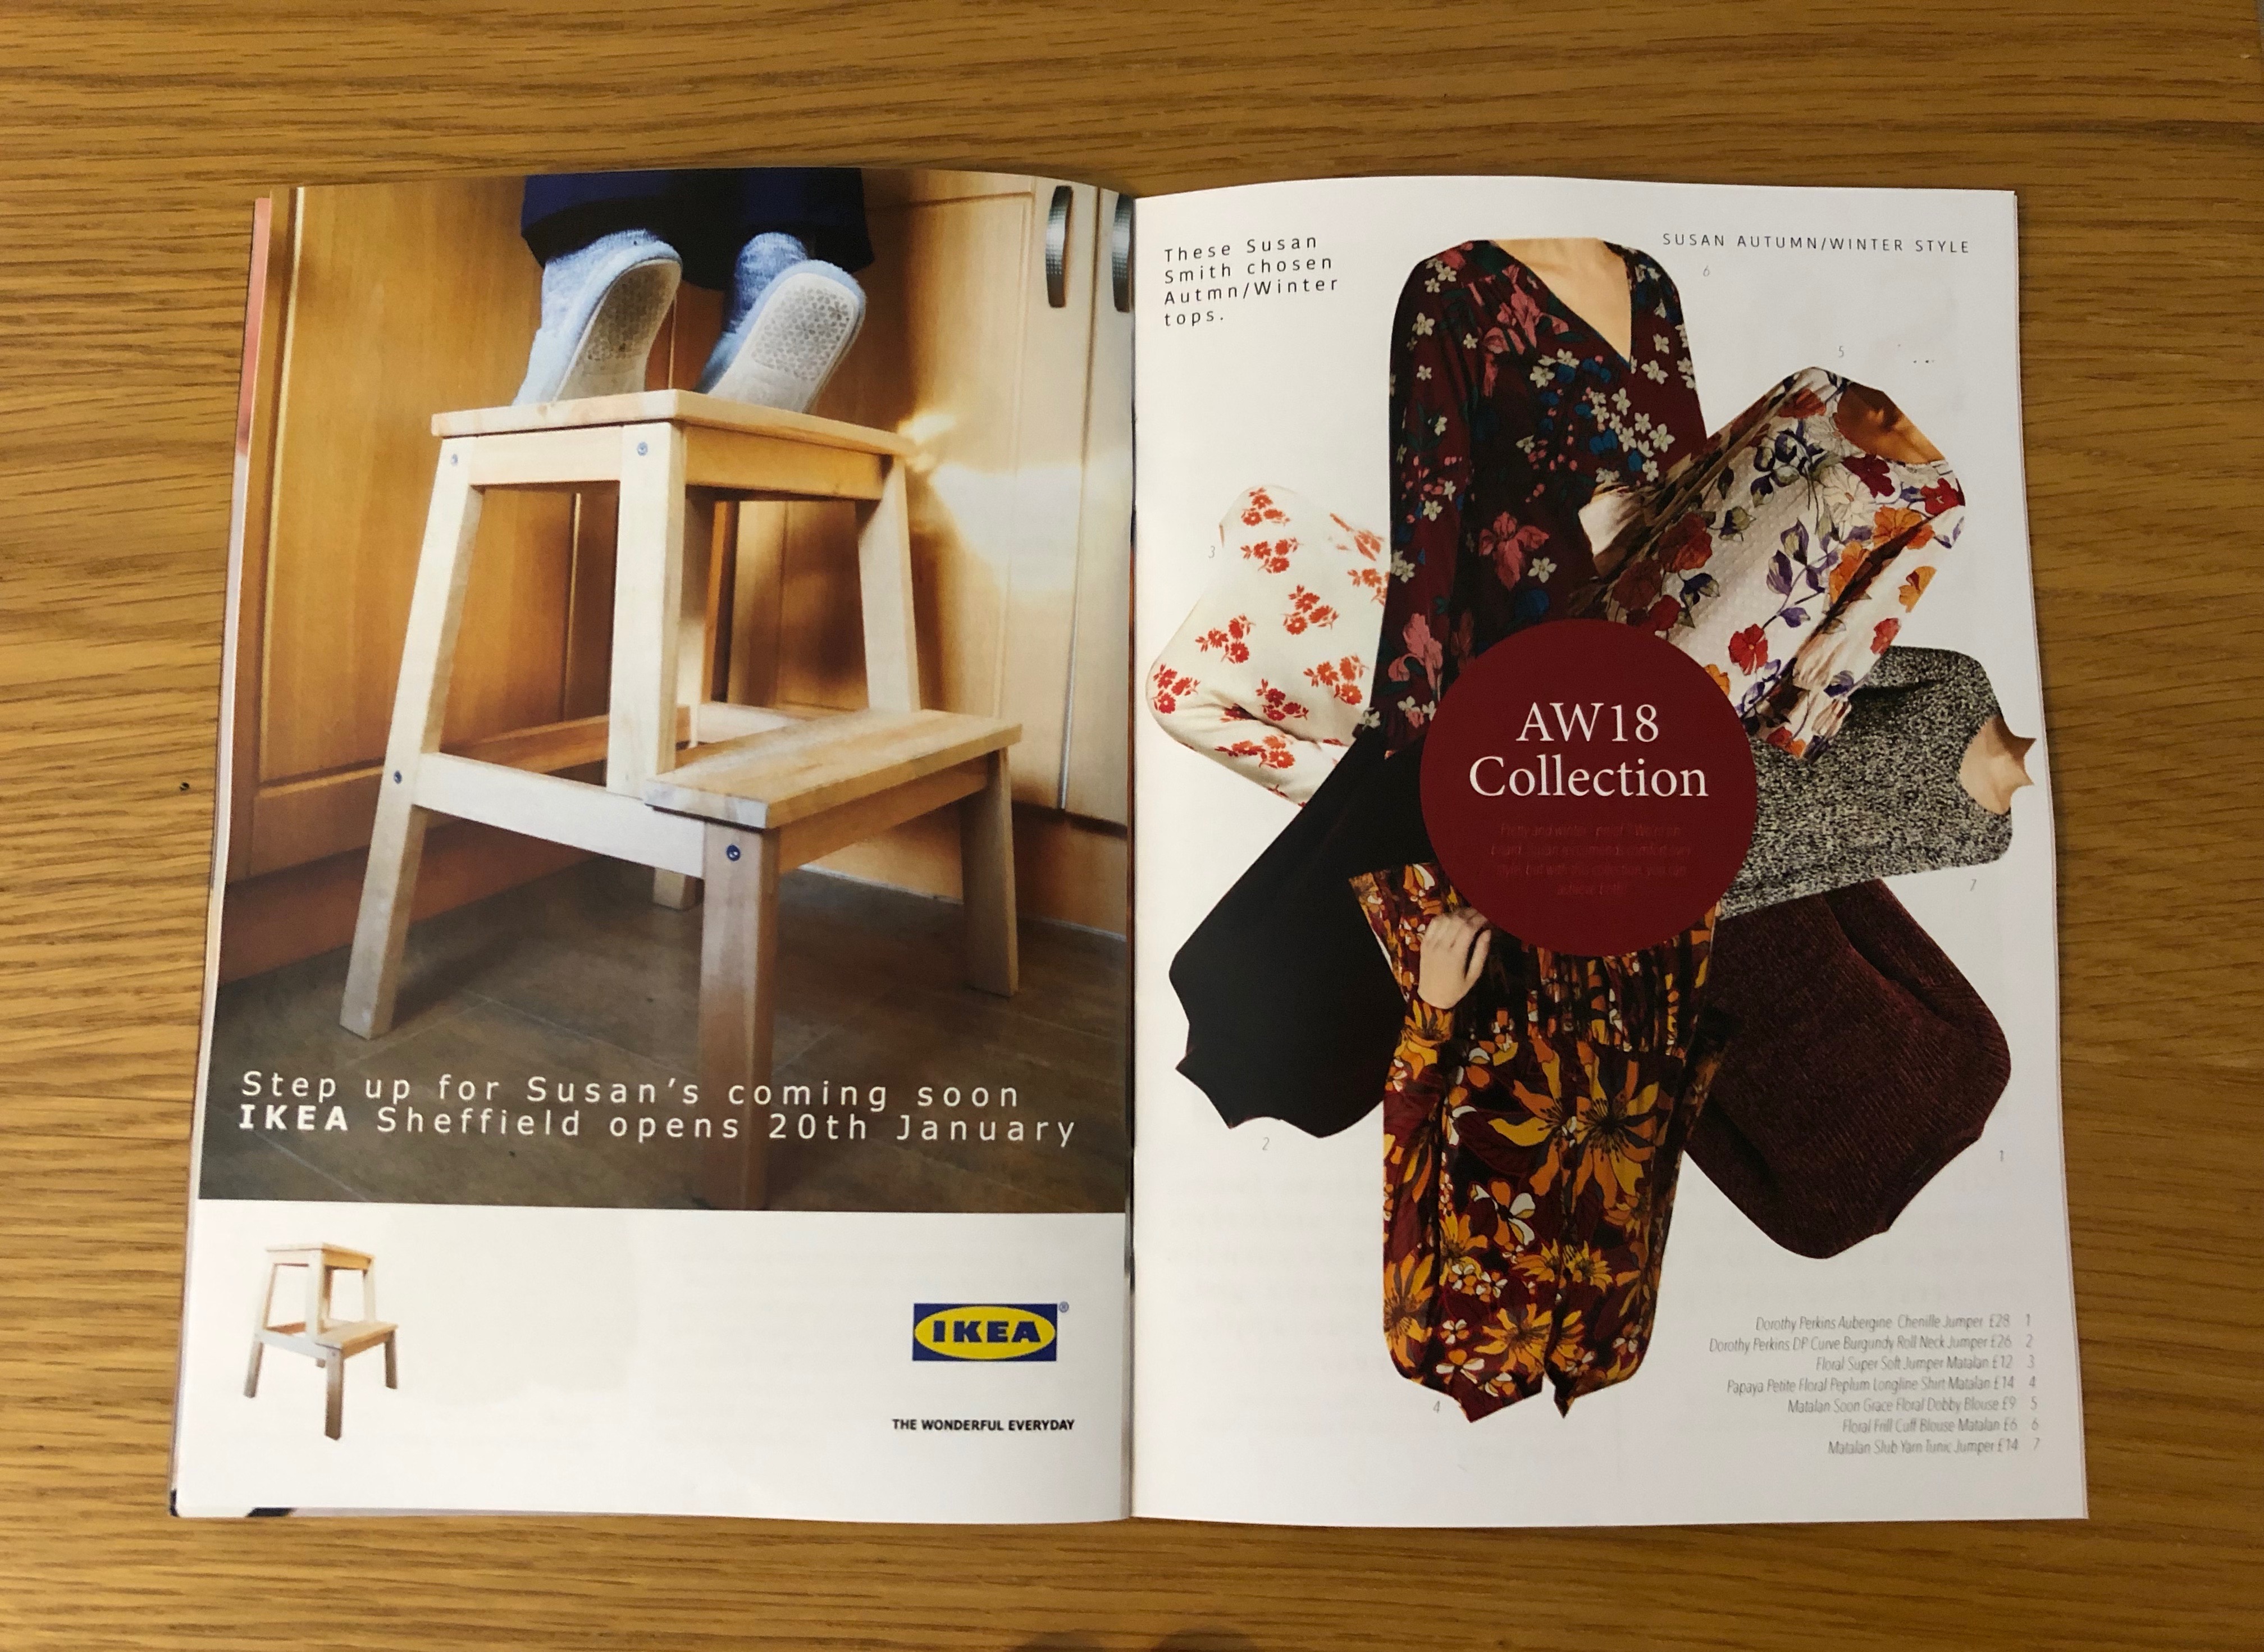 Step up for Susan's coming soon
IKEA Sheffield opens 20th January
IKEA ®
THE WONDERFUL EVERYDAY
These Susan
Smith chosen
Autmn/Winter
tops.
SUSAN AUTUMN/WINTER STYLE
6
5
3
AW18
Collection
7
2
1
4
Dorothy Perkins Aubergine Chenille Jumper £28 1
Dorothy Perkins DP Curve Burgundy Roll Neck Jumper £26 2
Floral Super Soft Jumper Matalan £12 3
Papaya Petite Floral Peplum Longline Shirt Matalan £14 4
Matalan Soon Grace Floral Dobby Blouse £9 5
Floral Frill Cuff Blouse Matalan £6 6
Matalan Slub Yarn Tunic Jumper £14 7